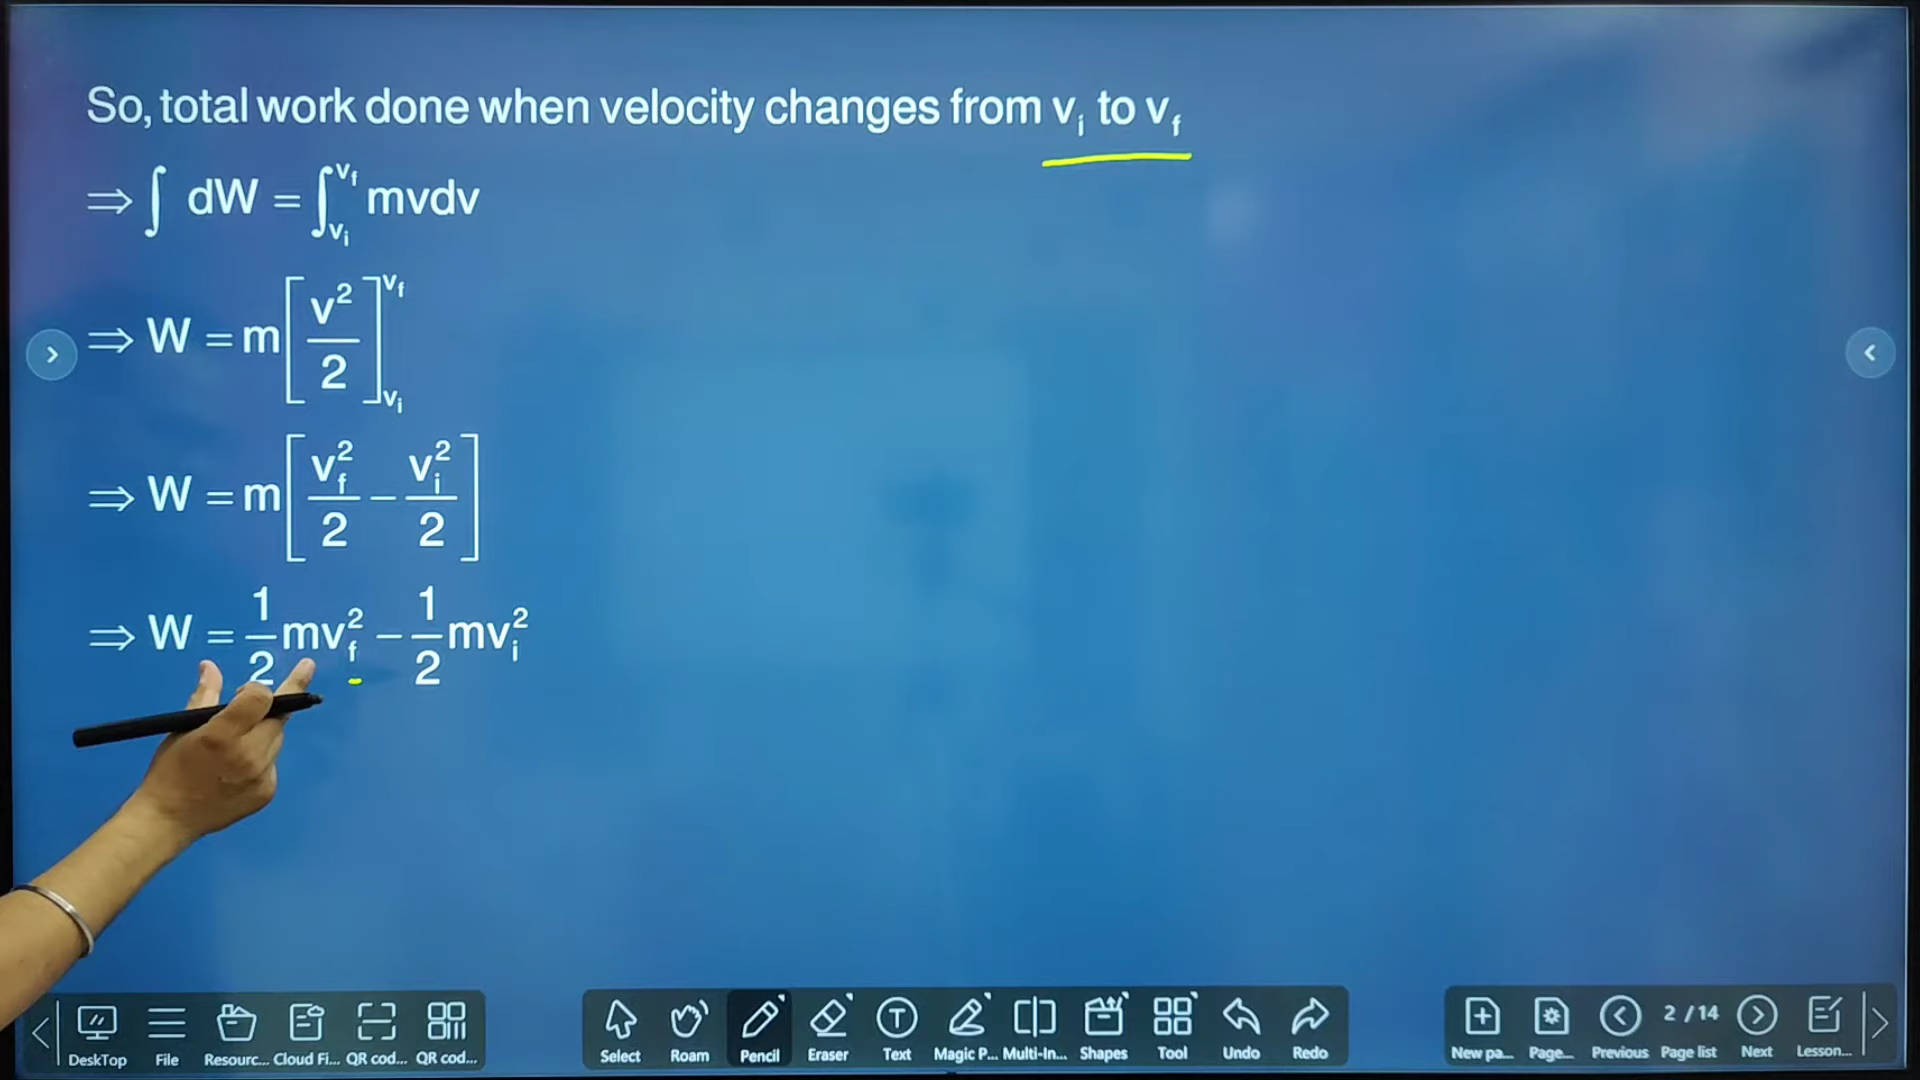 So, total work done when velocity changes from vᵢ to v_f
⇒ ∫ dW = ∫_{vᵢ}^{v_f} mvdv
⇒ W = m[v²/2]_{vᵢ}^{v_f}
⇒ W = m[v_f²/2 − vᵢ²/2]
⇒ W = 1/2 mv_f² − 1/2 mvᵢ²
DeskTop File Resourc... Cloud Fi... QR cod... QR cod...
Select Roam Pencil Eraser Text Magic P... Multi-In... Shapes Tool Undo Redo
New pa... Page... Previous 2 / 14 Page list Next Lesson...